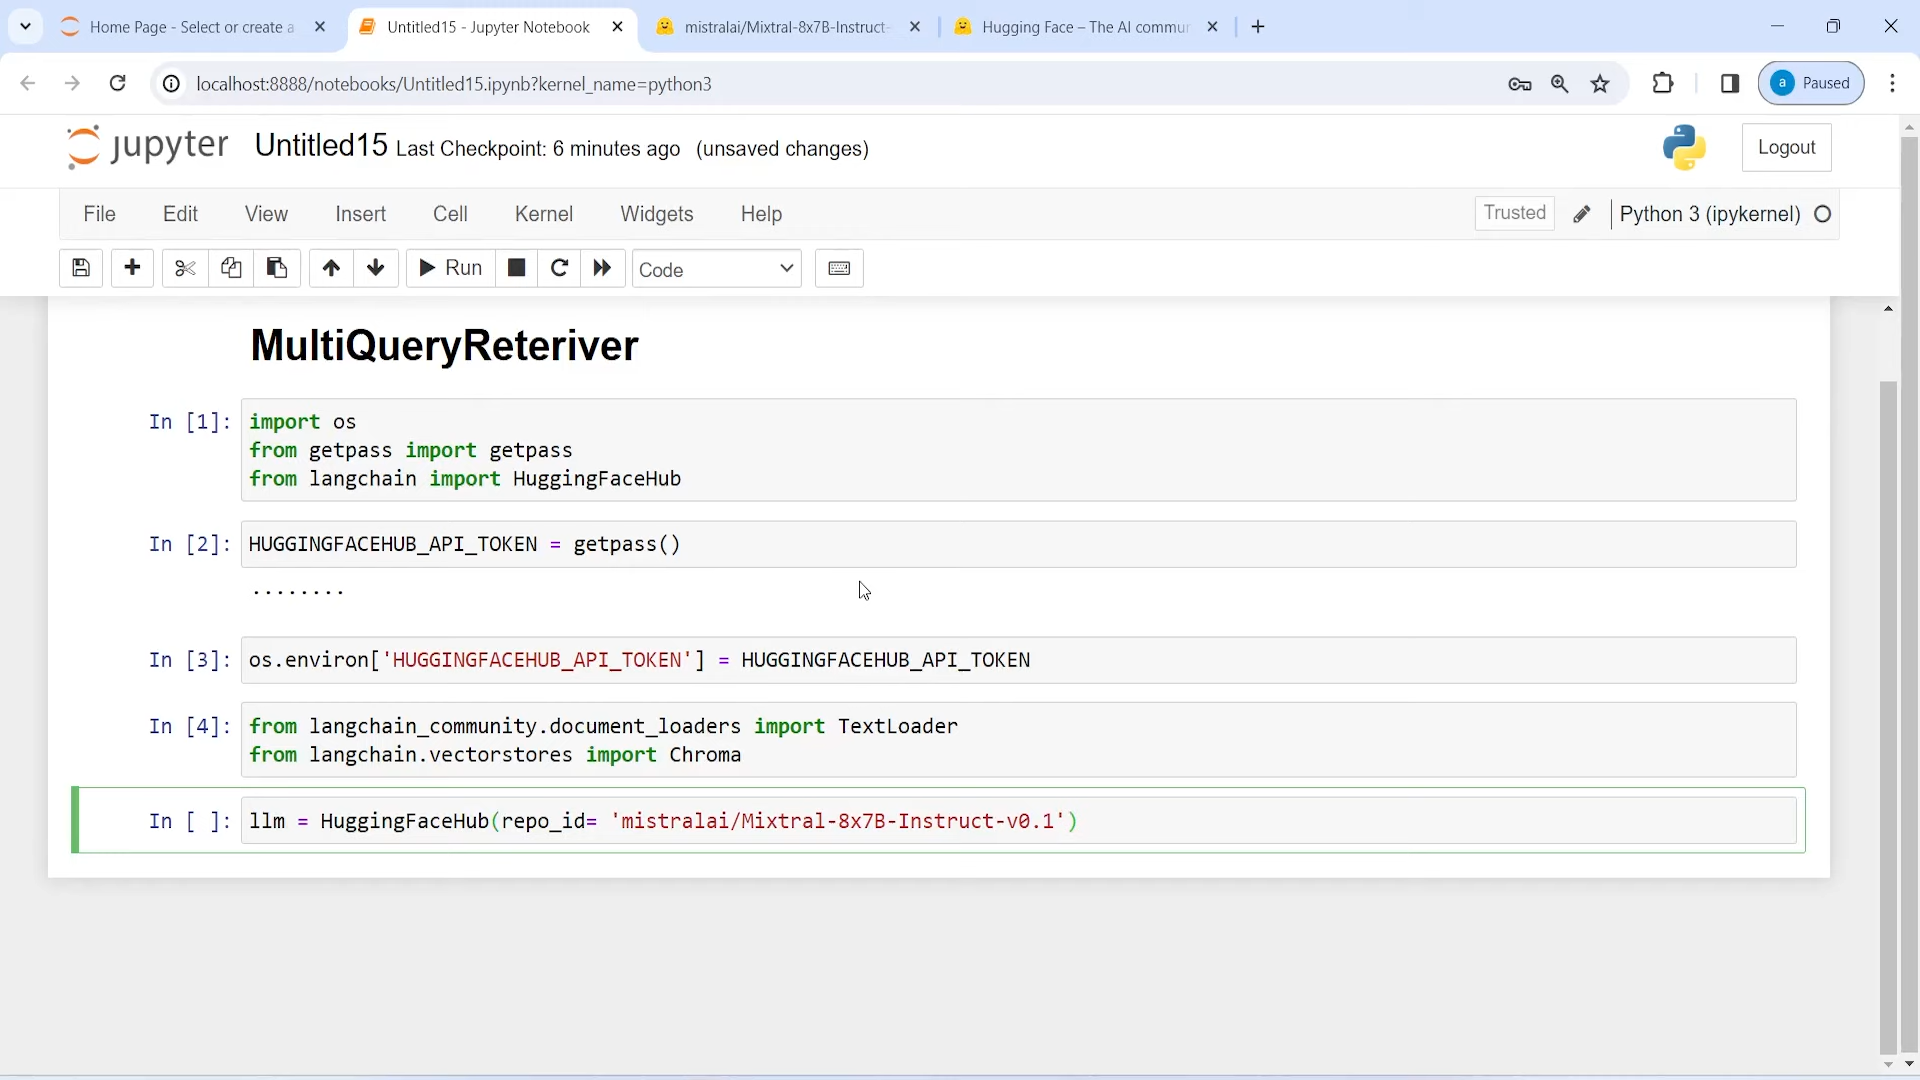 Home Page - Select or create a
Untitled15 - Jupyter Notebook
mistralai/Mixtral-8x7B-Instruct-
Hugging Face – The AI commur
localhost:8888/notebooks/Untitled15.ipynb?kernel_name=python3
a Paused
jupyter Untitled15 Last Checkpoint: 6 minutes ago (unsaved changes)
Logout
File Edit View Insert Cell Kernel Widgets Help
Trusted Python 3 (ipykernel)
Run Code
MultiQueryReteriver
In [1]: import os
from getpass import getpass
from langchain import HuggingFaceHub
In [2]: HUGGINGFACEHUB_API_TOKEN = getpass()
........
In [3]: os.environ['HUGGINGFACEHUB_API_TOKEN'] = HUGGINGFACEHUB_API_TOKEN
In [4]: from langchain_community.document_loaders import TextLoader
from langchain.vectorstores import Chroma
In [ ]: llm = HuggingFaceHub(repo_id= 'mistralai/Mixtral-8x7B-Instruct-v0.1')